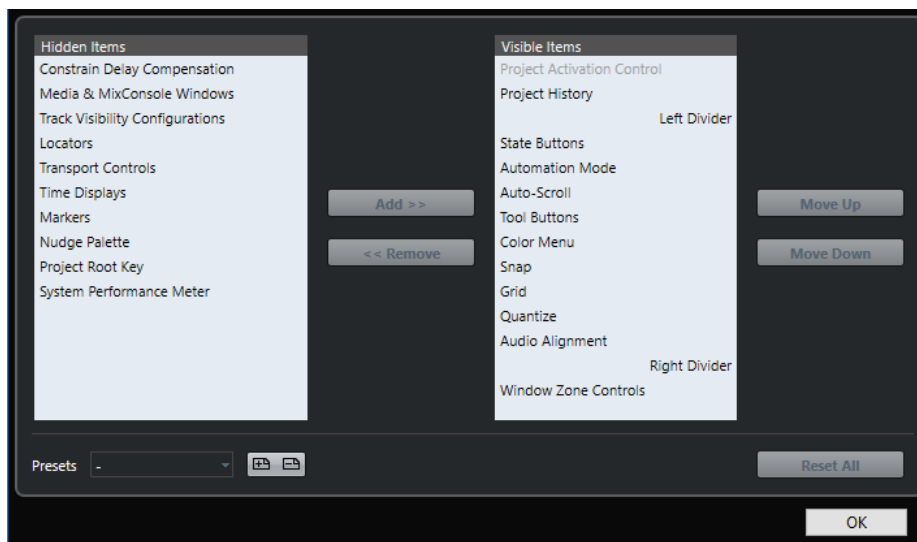 Hidden Items
Constrain Delay Compensation
Media & MixConsole Windows
Track Visibility Configurations
Locators
Transport Controls
Time Displays
Markers
Nudge Palette
Project Root Key
System Performance Meter
Add >>
<< Remove
Visible Items
Project Activation Control
Project History
Left Divider
State Buttons
Automation Mode
Auto-Scroll
Tool Buttons
Color Menu
Snap
Grid
Quantize
Audio Alignment
Right Divider
Window Zone Controls
Move Up
Move Down
Presets -
Reset All
OK